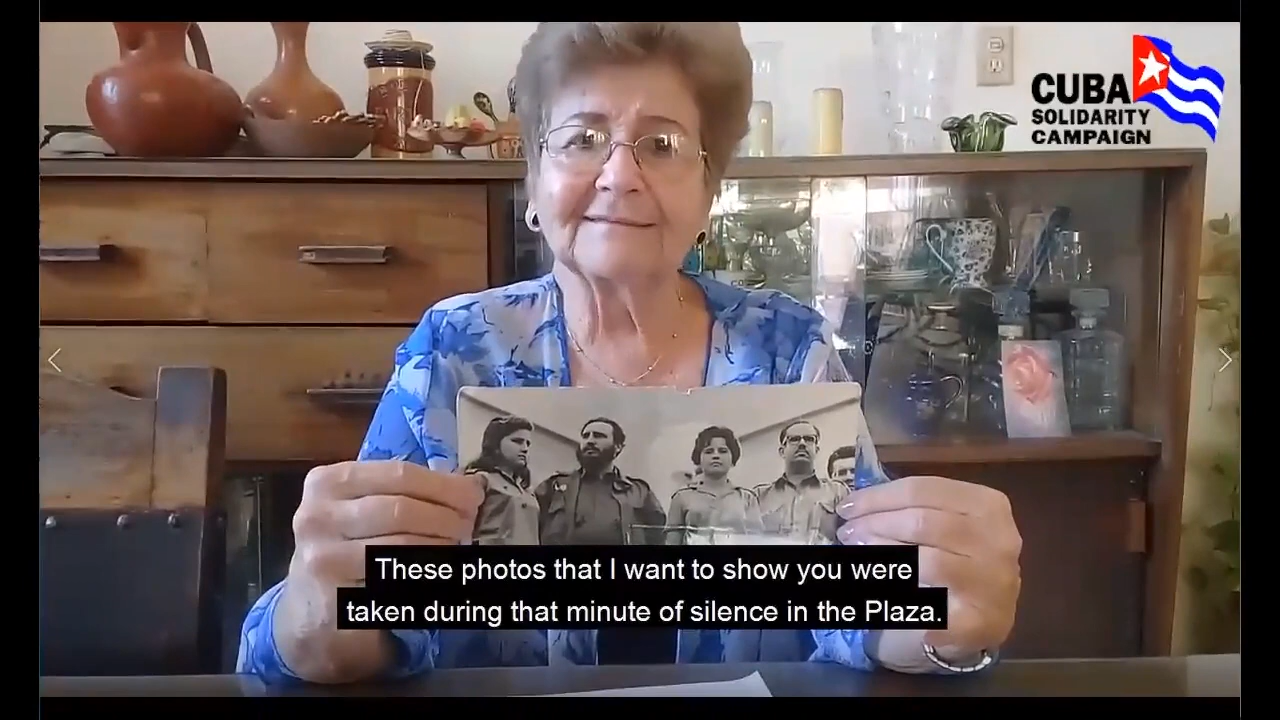 CUBA
SOLIDARITY
CAMPAIGN
These photos that I want to show you were
taken during that minute of silence in the Plaza.